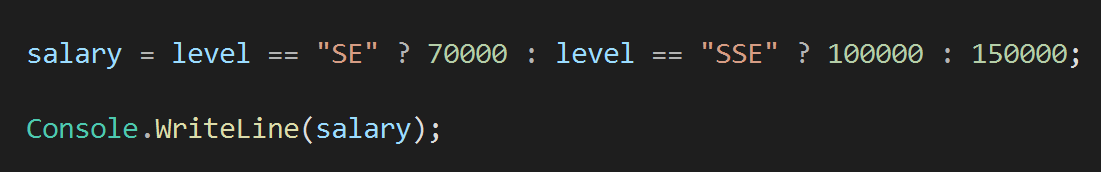 salary = level == "SE" ? 70000 : level == "SSE" ? 100000 : 150000;
Console.WriteLine(salary);